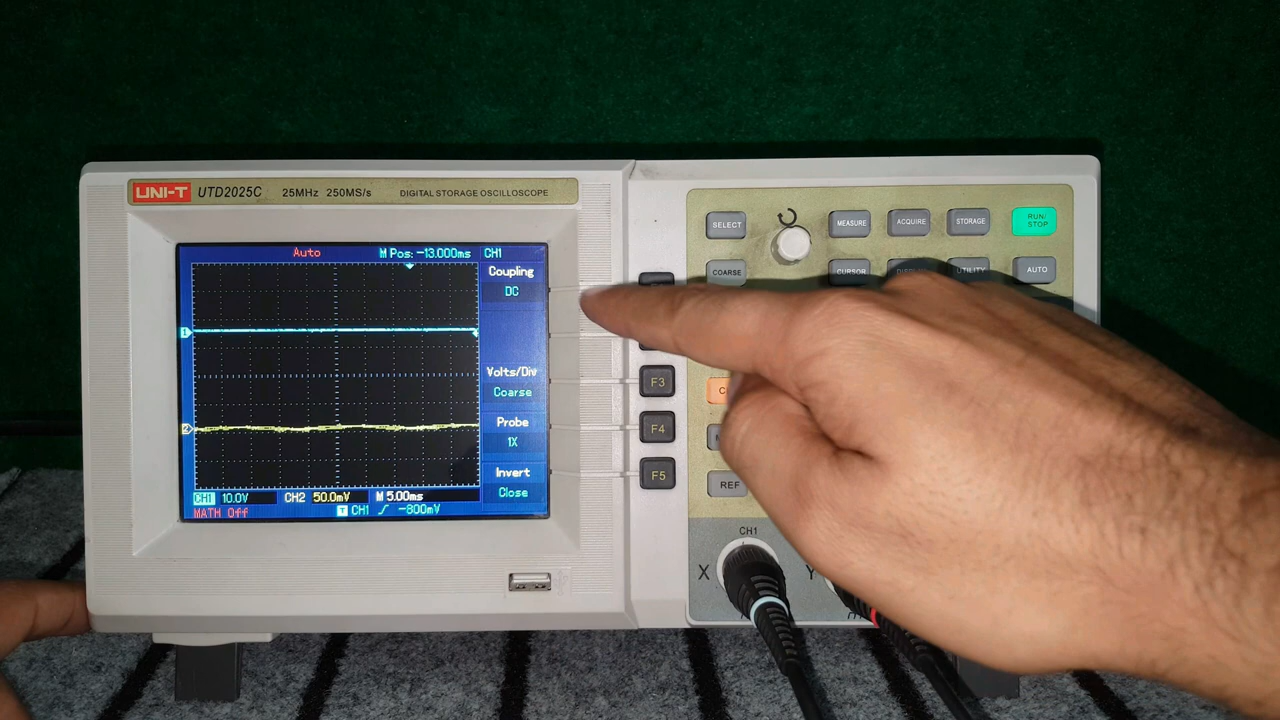 UNI-T UTD2025C 25MHz 250MS/s DIGITAL STORAGE OSCILLOSCOPE
Auto M Pos: -13.000ms CH1
Coupling
DC
Volts/Div
Coarse
Probe
1X
Invert
Close
1
2
CH1 10.0V CH2 50.0mV M 5.00ms
MATH Off T CH1 -800mV
F3
F4
F5
SELECT MEASURE ACQUIRE STORAGE RUN/
STOP
COARSE CURSOR UTILITY AUTO
REF
CH1
X Y